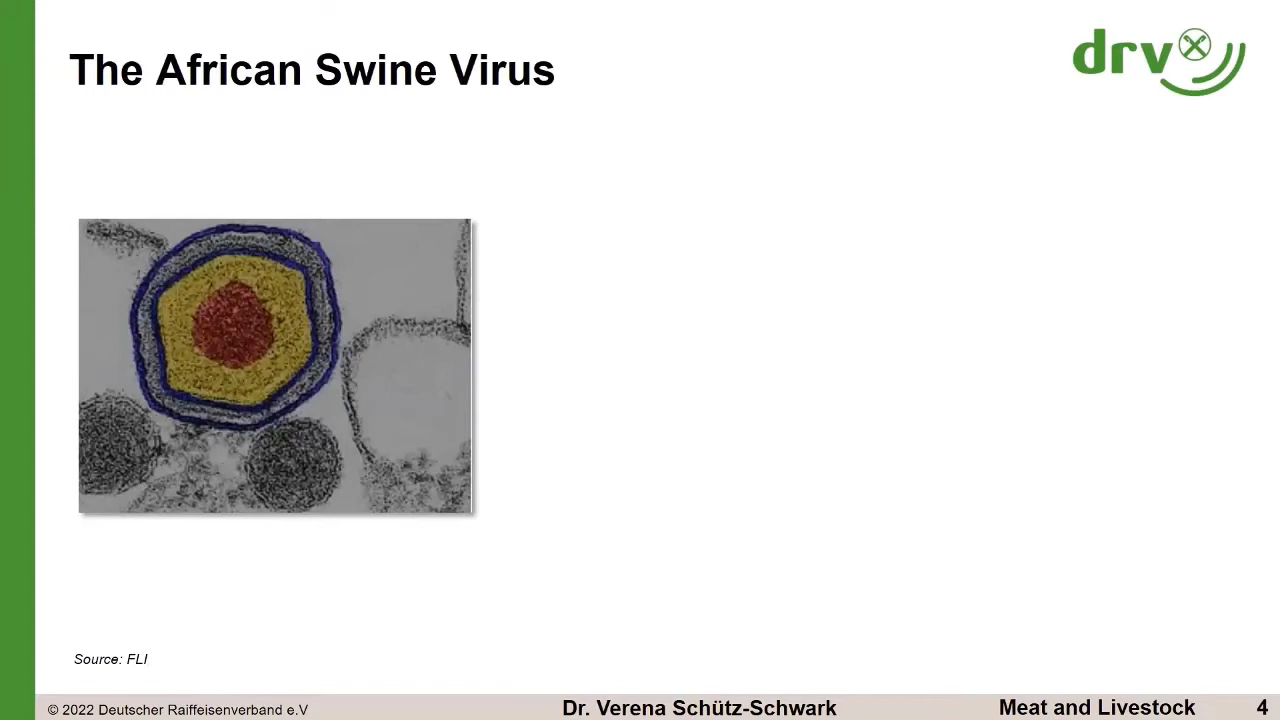 The African Swine Virus
drv
Source: FLI
© 2022 Deutscher Raiffeisenverband e.V
Dr. Verena Schütz-Schwark
Meat and Livestock
4